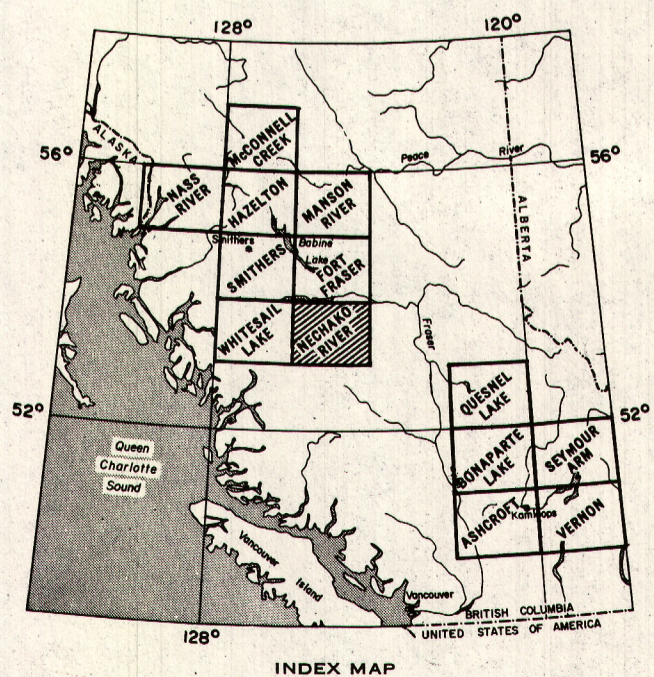 128°
120°
McCONNELL
CREEK
ALASKA
56°
Peace River
56°
NASS
RIVER
HAZELTON
MANSON
RIVER
ALBERTA
Smithers
Babine
Lake
SMITHERS
FORT
FRASER
WHITESAIL
LAKE
NECHAKO
RIVER
Fraser
QUESNEL
LAKE
52°
52°
Queen
Charlotte
Sound
BONAPARTE
LAKE
SEYMOUR
ARM
ASHCROFT
Kamloops
VERNON
Vancouver
Island
Vancouver
BRITISH COLUMBIA
UNITED STATES OF AMERICA
128°
INDEX MAP